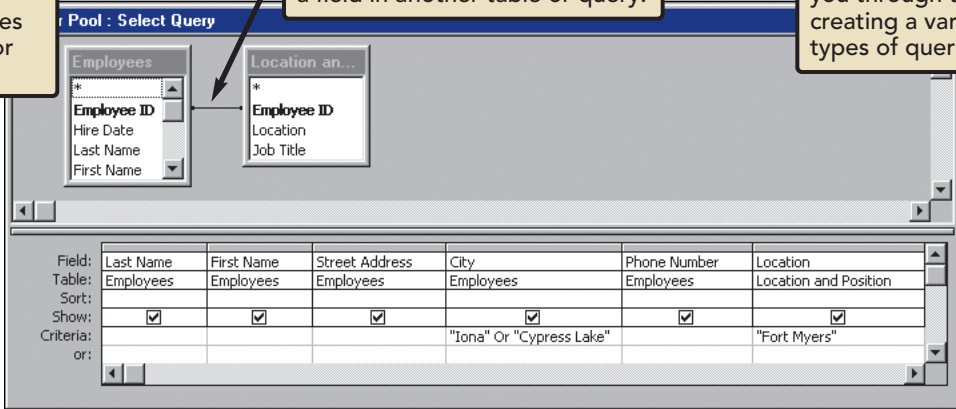 a field in another table or query.
you through t
creating a var
types of quer
es
or
r Pool : Select Query
Employees
*
Employee ID
Hire Date
Last Name
First Name
Location an...
*
Employee ID
Location
Job Title
Field: Last Name First Name Street Address City Phone Number Location
Table: Employees Employees Employees Employees Employees Location and Position
Sort:
Show:
Criteria: "Iona" Or "Cypress Lake" "Fort Myers"
or: